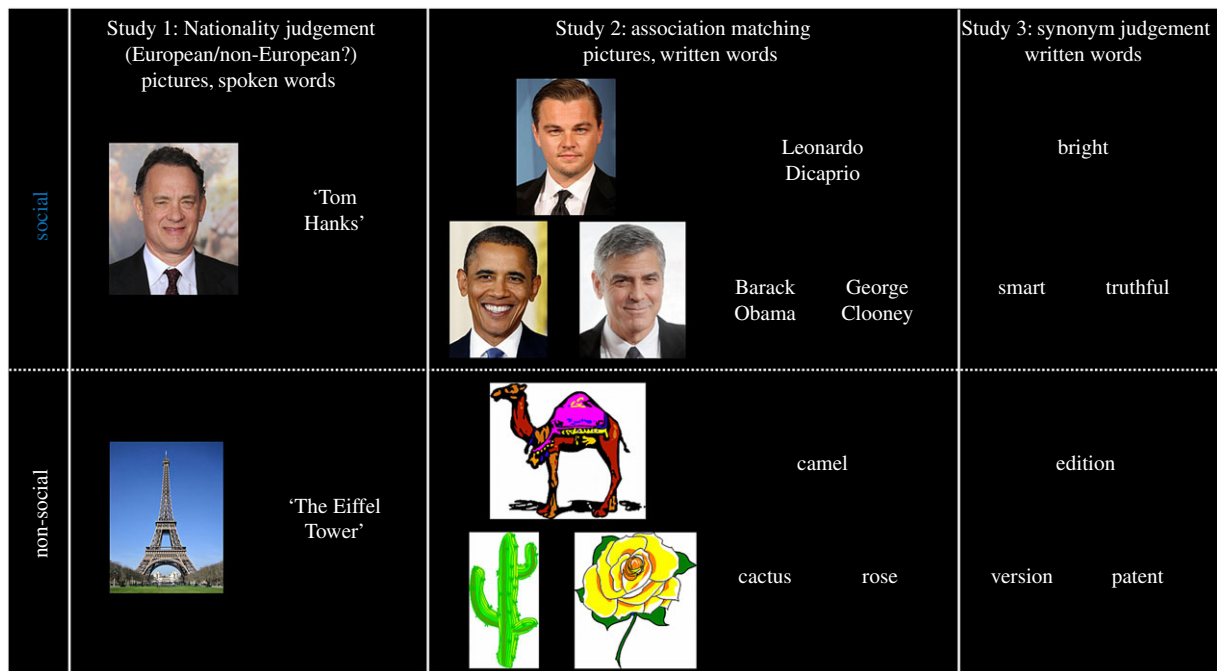 Study 1: Nationality judgement
(European/non-European?)
pictures, spoken words
Study 2: association matching
pictures, written words
Study 3: synonym judgement
written words
social
‘Tom
Hanks’
Leonardo
Dicaprio
Barack
Obama
George
Clooney
bright
smart truthful
non-social
‘The Eiffel
Tower’
camel
cactus rose
edition
version patent